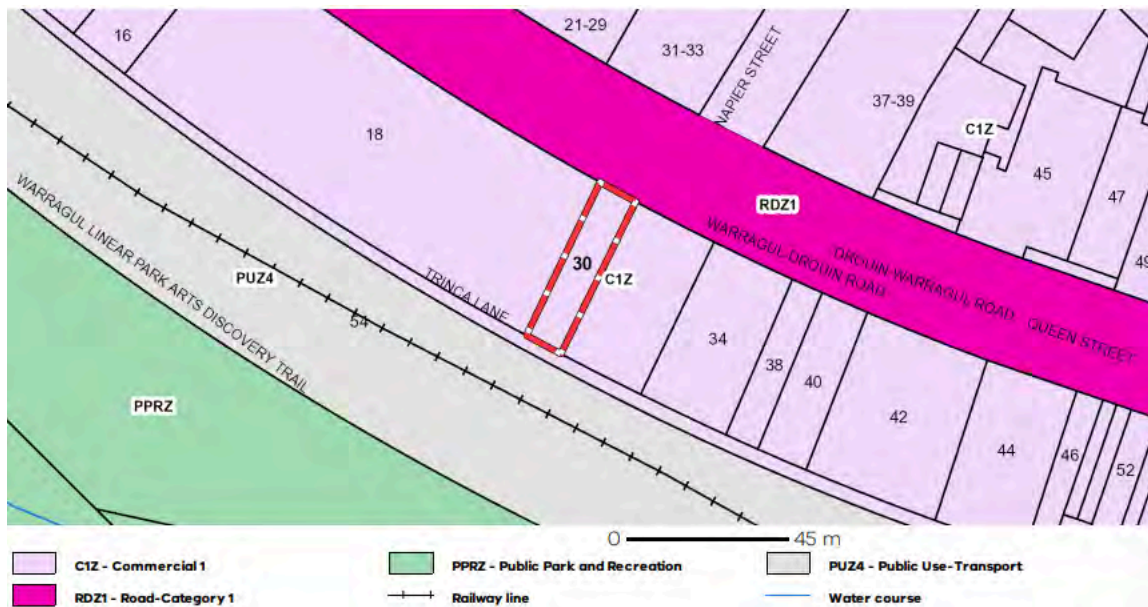 21-29
16
31-33
NAPIER STREET
37-39
C1Z
18
45
47
RDZ1
49
WARRAGUL LINEAR PARK ARTS DISCOVERY TRAIL
PUZ4
TRINCA LANE
30
C1Z
WARRAGUL-DROUIN ROAD
DROUIN-WARRAGUL ROAD
QUEEN STREET
54
34
38
40
42
44
46
52
PPRZ
0 45 m
C1Z - Commercial 1
PPRZ - Public Park and Recreation
PUZ4 - Public Use-Transport
RDZ1 - Road-Category 1
Railway line
Water course